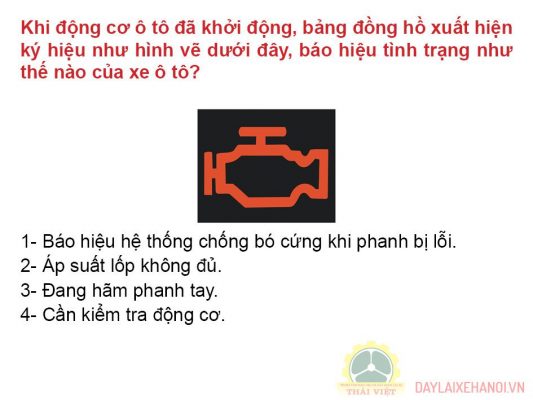 Khi động cơ ô tô đã khởi động, bảng đồng hồ xuất hiện
ký hiệu như hình vẽ dưới đây, báo hiệu tình trạng như
thế nào của xe ô tô?
1- Báo hiệu hệ thống chống bó cứng khi phanh bị lỗi.
2- Áp suất lốp không đủ.
3- Đang hãm phanh tay.
4- Cần kiểm tra động cơ.
THÁI VIỆT
DAYLAIXEHANOI.VN